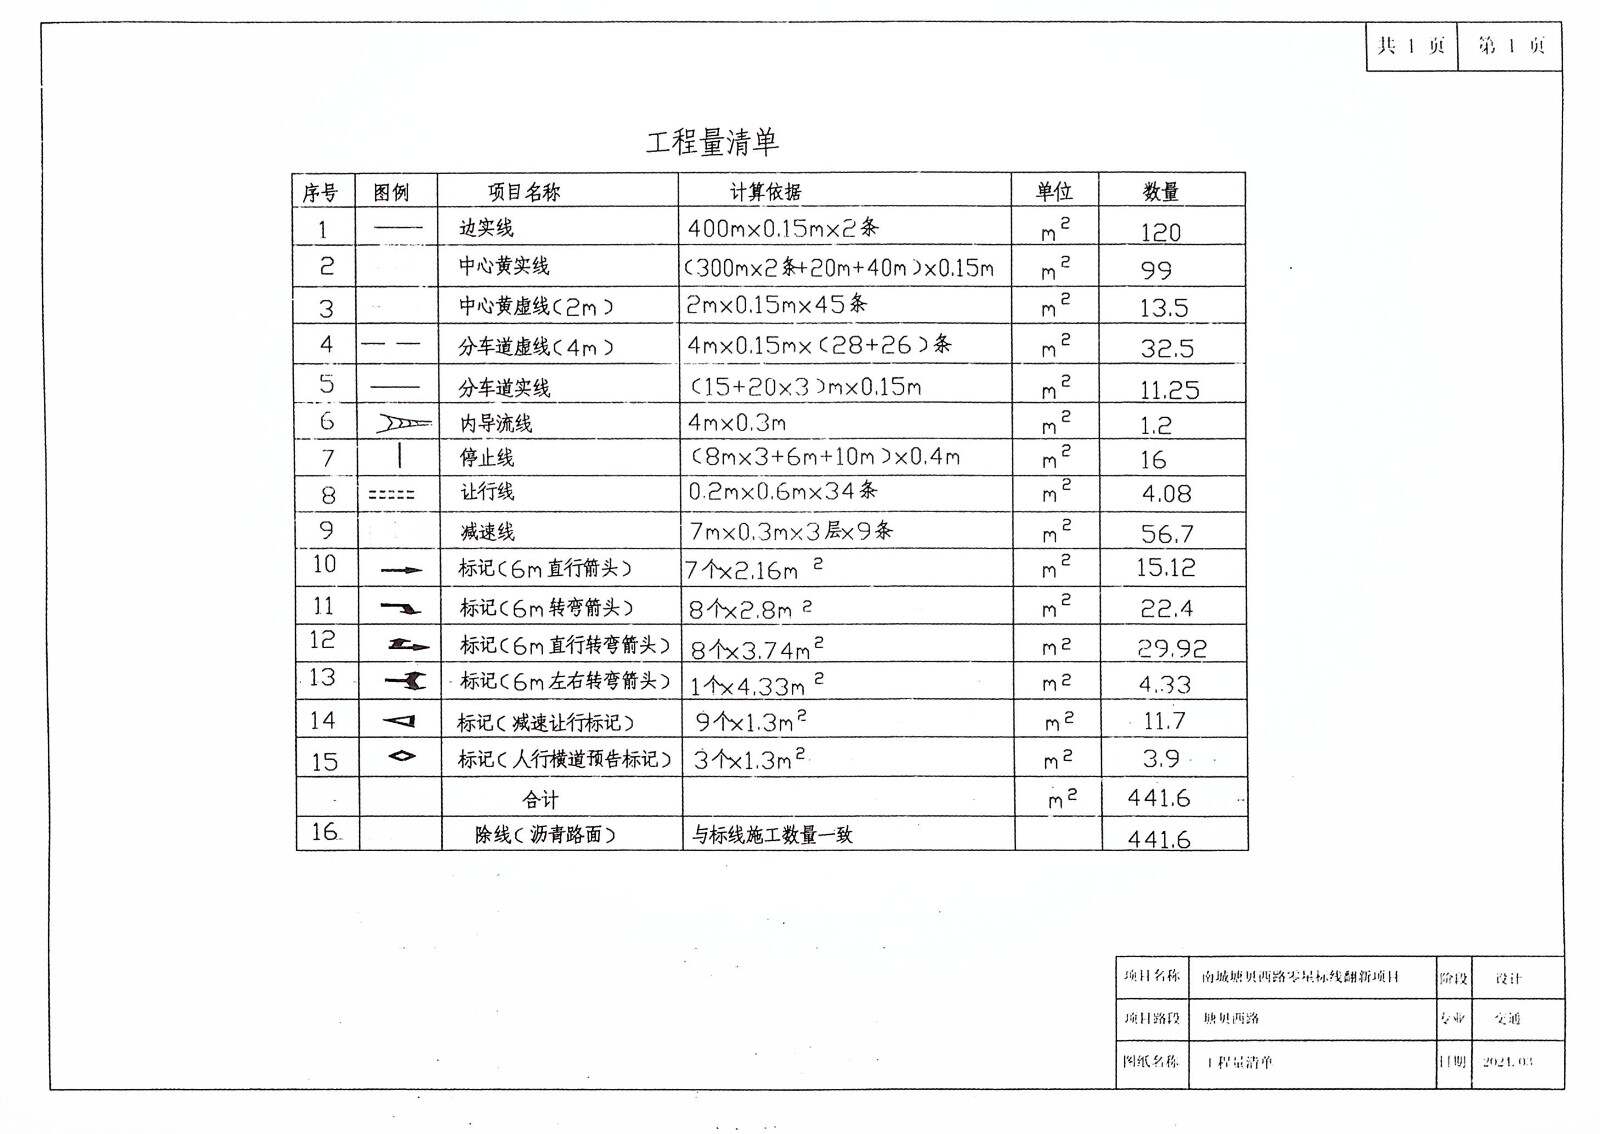 共 1 页 第 1 页
工程量清单
序号 图例 项目名称 计算依据 单位 数量
1 边实线 400m×0.15m×2条 m² 120
2 中心黄实线 (300m×2条+20m+40m)×0.15m m² 99
3 中心黄虚线(2m) 2m×0.15m×45条 m² 13.5
4 分车道虚线(4m) 4m×0.15m×(28+26)条 m² 32.5
5 分车道实线 (15+20×3)m×0.15m m² 11.25
6 内导流线 4m×0.3m m² 1.2
7 停止线 (8m×3+6m+10m)×0.4m m² 16
8 让行线 0.2m×0.6m×34条 m² 4.08
9 减速线 7m×0.3m×3层×9条 m² 56.7
10 标记(6m直行箭头) 7个×2.16m² m² 15.12
11 标记(6m转弯箭头) 8个×2.8m² m² 22.4
12 标记(6m直行转弯箭头) 8个×3.74m² m² 29.92
13 标记(6m左右转弯箭头) 1个×4.33m² m² 4.33
14 标记(减速让行标记) 9个×1.3m² m² 11.7
15 标记(人行横道预告标记) 3个×1.3m² m² 3.9
合计 m² 441.6
16 除线(沥青路面) 与标线施工数量一致 441.6
项目名称 南城塘贝西路零星标线翻新项目 阶段 设计
项目路段 塘贝西路 专业 交通
图纸名称 工程量清单 日期 2024.03